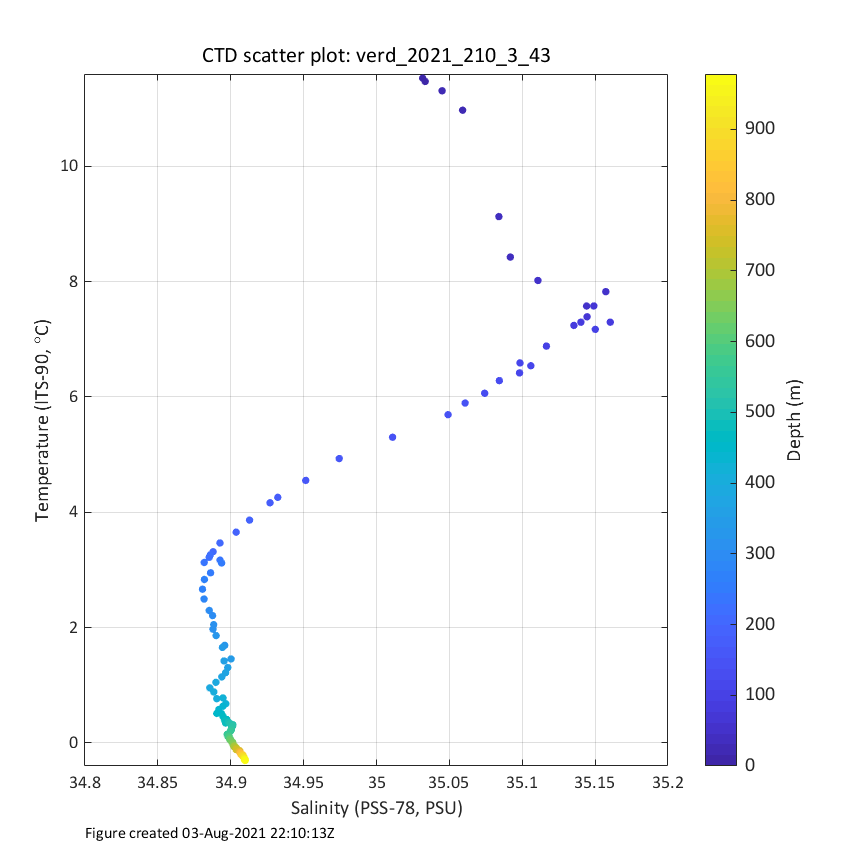 CTD scatter plot: verd_2021_210_3_43
10
8
6
4
2
0
Temperature (ITS-90, °C)
34.8 34.85 34.9 34.95 35 35.05 35.1 35.15 35.2
Salinity (PSS-78, PSU)
900
800
700
600
500
400
300
200
100
0
Depth (m)
Figure created 03-Aug-2021 22:10:13Z